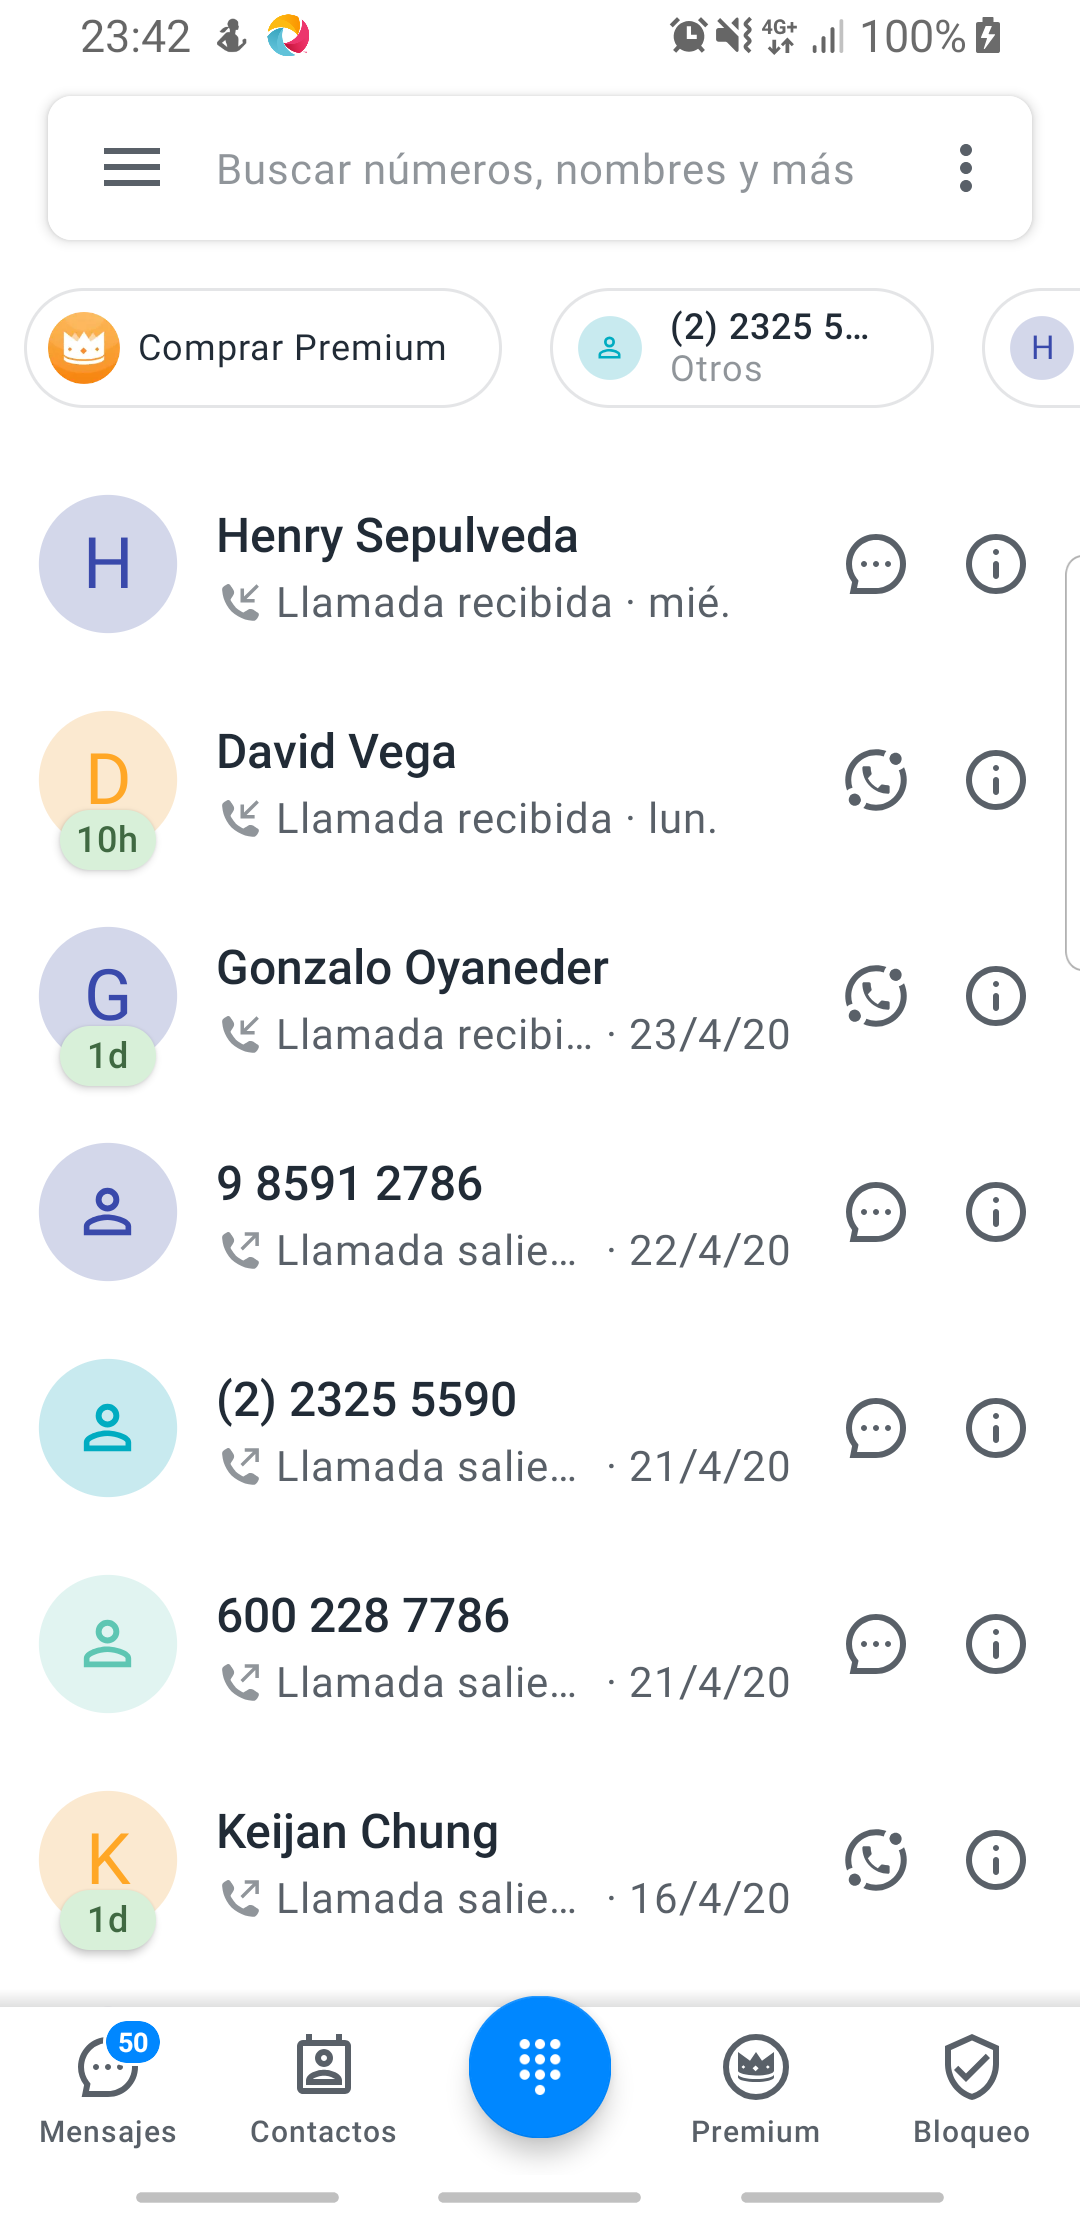 23:42
4G+
100%
Buscar números, nombres y más
Comprar Premium
(2) 2325 5...
Otros
H
H
Henry Sepulveda
Llamada recibida · mié.
D
10h
David Vega
Llamada recibida · lun.
G
1d
Gonzalo Oyaneder
Llamada recibi... · 23/4/20
9 8591 2786
Llamada salie... · 22/4/20
(2) 2325 5590
Llamada salie... · 21/4/20
600 228 7786
Llamada salie... · 21/4/20
K
1d
Keijan Chung
Llamada salie... · 16/4/20
50
Mensajes
Contactos
Premium
Bloqueo